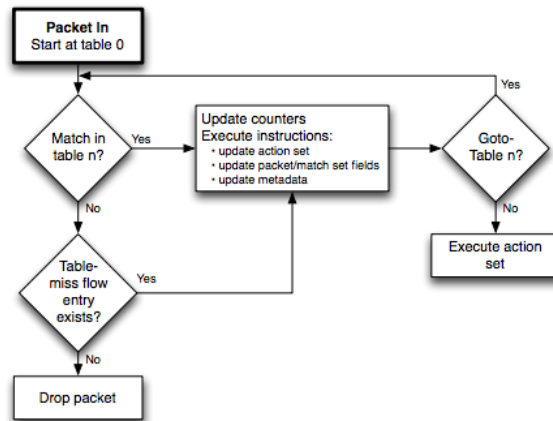 Packet In
Start at table 0
Yes
Update counters
Execute instructions:
• update action set
• update packet/match set fields
• update metadata
Match in
table n?
Yes
Goto-
Table n?
No
No
Execute action
set
Table-
miss flow
entry
exists?
Yes
No
Drop packet